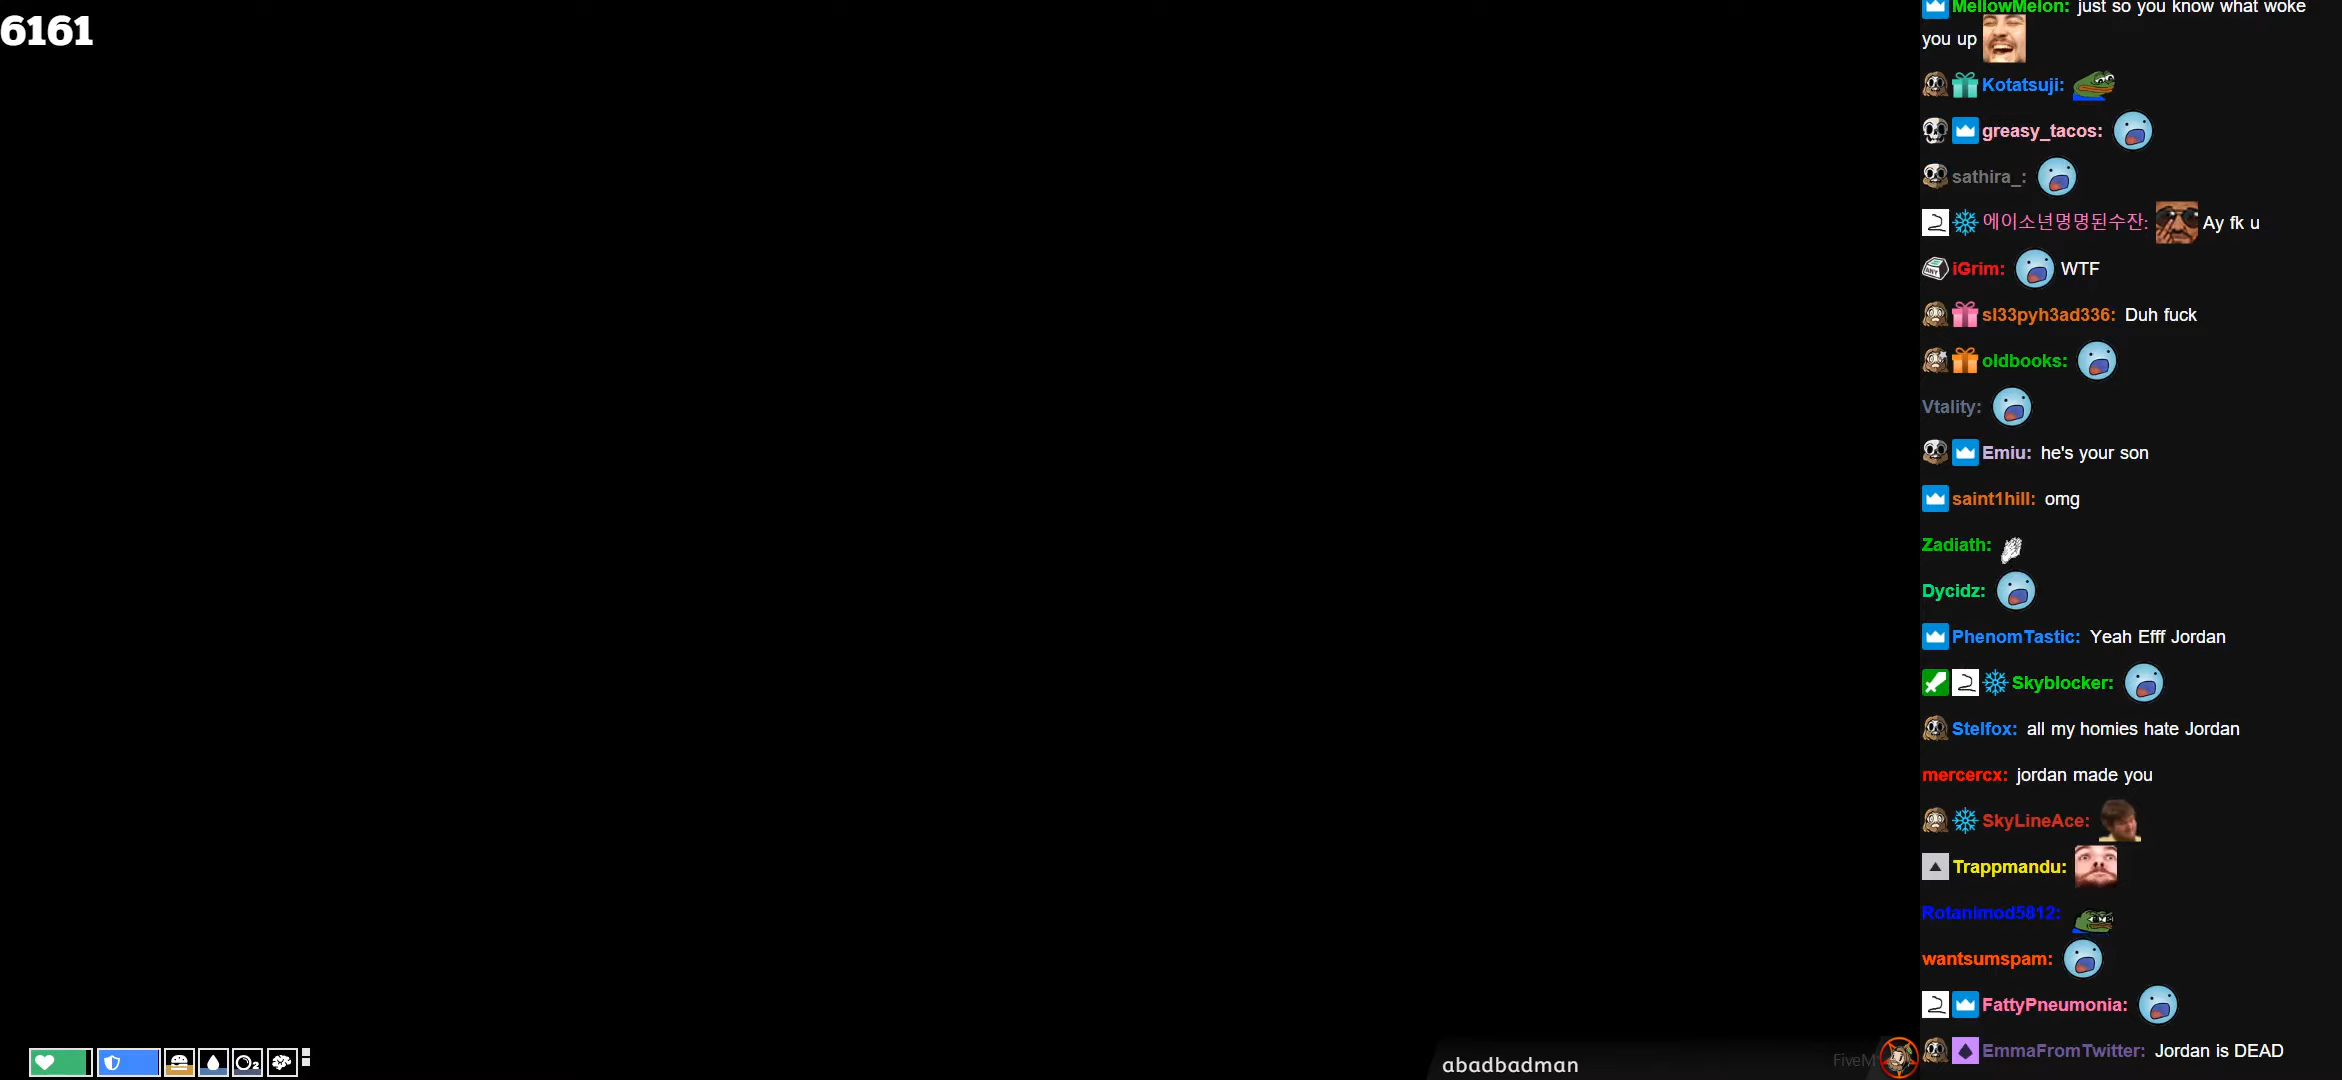 6161
MellowMelon: just so you know what woke
you up
Kotatsuji:
greasy_tacos:
sathira_:
에이소년명명된수잔: Ay fk u
iGrim: WTF
sl33pyh3ad336: Duh fuck
oldbooks:
Vtality:
Emiu: he's your son
saint1hill: omg
Zadiath:
Dycidz:
PhenomTastic: Yeah Efff Jordan
Skyblocker:
Stelfox: all my homies hate Jordan
mercercx: jordan made you
SkyLineAce:
Trappmandu:
Rotanimod5812:
wantsumspam:
FattyPneumonia:
EmmaFromTwitter: Jordan is DEAD
O2
abadbadman
FiveM